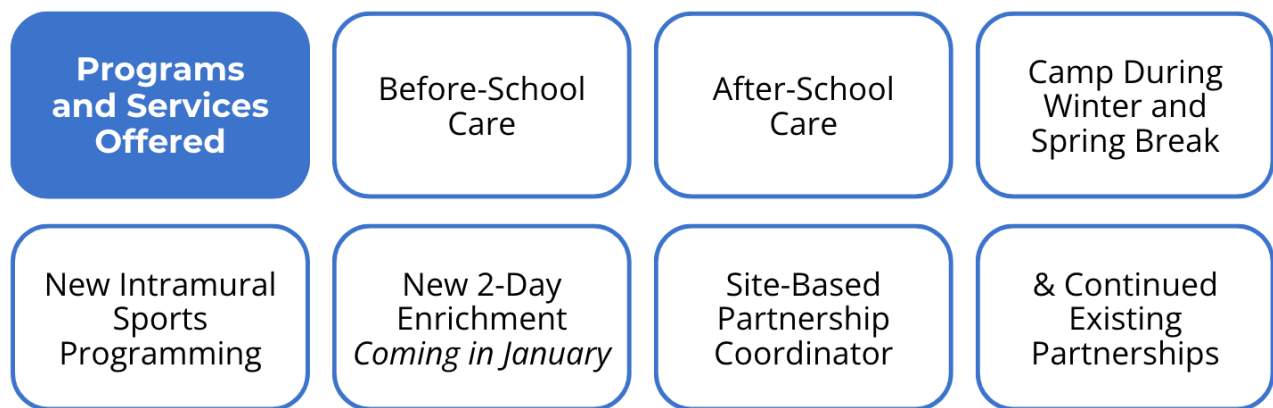 Programs
and Services
Offered
Before-School
Care
After-School
Care
Camp During
Winter and
Spring Break
New Intramural
Sports
Programming
New 2-Day
Enrichment
Coming in January
Site-Based
Partnership
Coordinator
& Continued
Existing
Partnerships